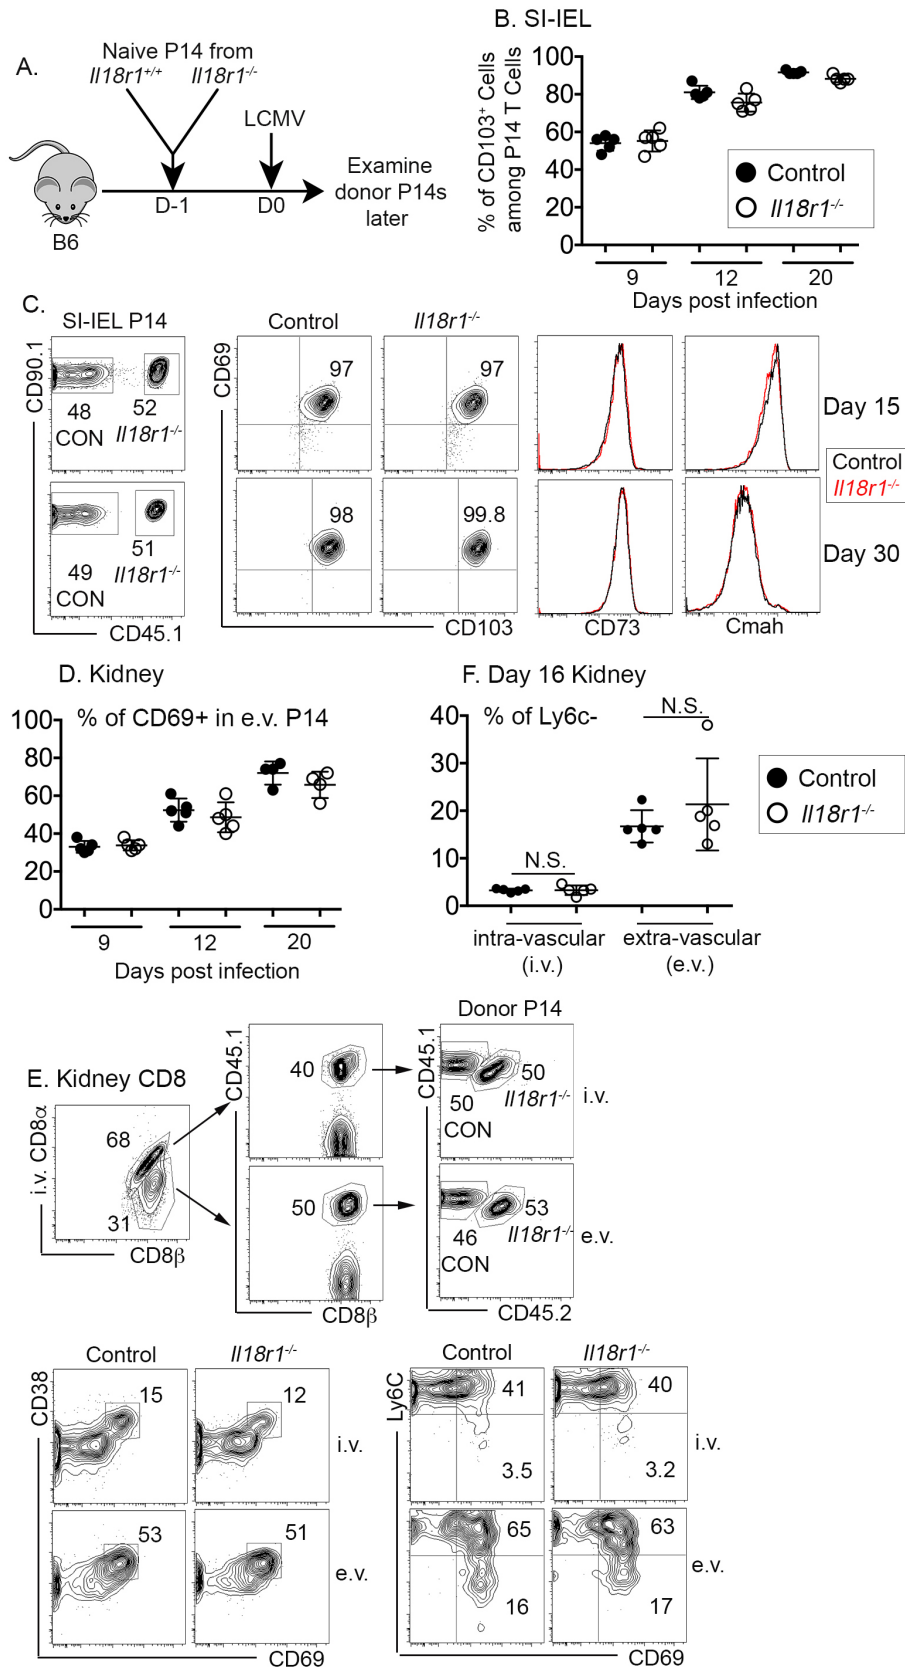 A.
Naive P14 from
Il18r1+/+ Il18r1-/-
LCMV
D-1 D0
Examine
donor P14s
later
B6
B. SI-IEL
% of CD103+ Cells
among P14 T Cells
100
80
60
40
20
0
Control
Il18r1-/-
9 12 20
Days post infection
C.
SI-IEL P14
Control Il18r1-/-
CD90.1
48 52
CON Il18r1-/-
51
49 Il18r1-/-
CON
CD45.1
CD69
97 97
98 99.8
CD103
CD73 Cmah
Day 15
Control
Il18r1-/-
Day 30
D. Kidney
% of CD69+ in e.v. P14
100
80
60
40
20
0
9 12 20
Days post infection
F. Day 16 Kidney
% of Ly6c-
N.S.
40
30
20
10
0
N.S.
intra-vascular extra-vascular
(i.v.) (e.v.)
Control
Il18r1-/-
E. Kidney CD8
i.v. CD8α
68
31
CD8β
CD45.1
40
50
CD8β
Donor P14
CD45.1
50
Il18r1-/- i.v.
50
CON
53
Il18r1-/- e.v.
46
CON
CD45.2
Control Il18r1-/-
CD38
15 12
i.v.
53 51
e.v.
CD69
Control Il18r1-/-
Ly6C
41 40
i.v.
3.5 3.2
65 63
e.v.
16 17
CD69